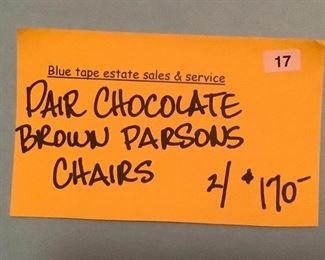 17
Blue tape estate sales & service
PAIR CHOCOLATE
BROWN PARSONS
CHAIRS 2/ $170-